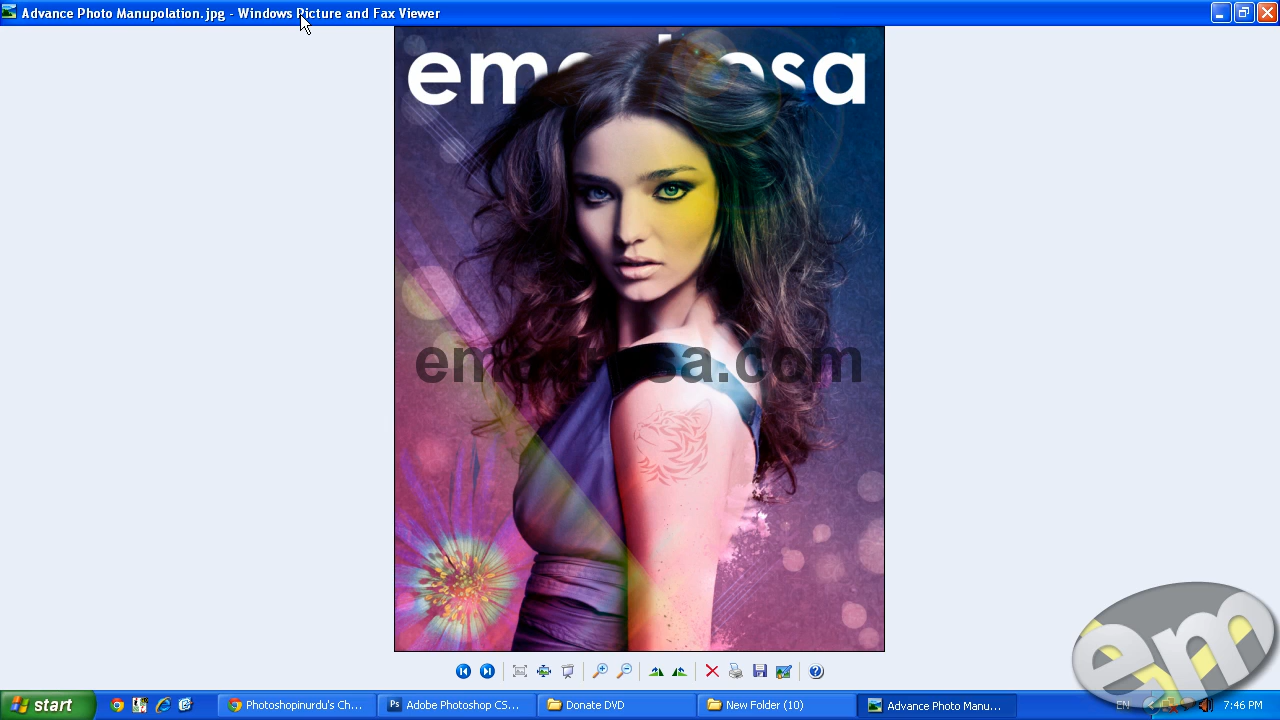 Advance Photo Manupolation.jpg - Windows Picture and Fax Viewer
em sa
em sa.com
em
start
Photoshopinurdu's Ch...
Adobe Photoshop CS...
Donate DVD
New Folder (10)
Advance Photo Manu...
EN
7:46 PM